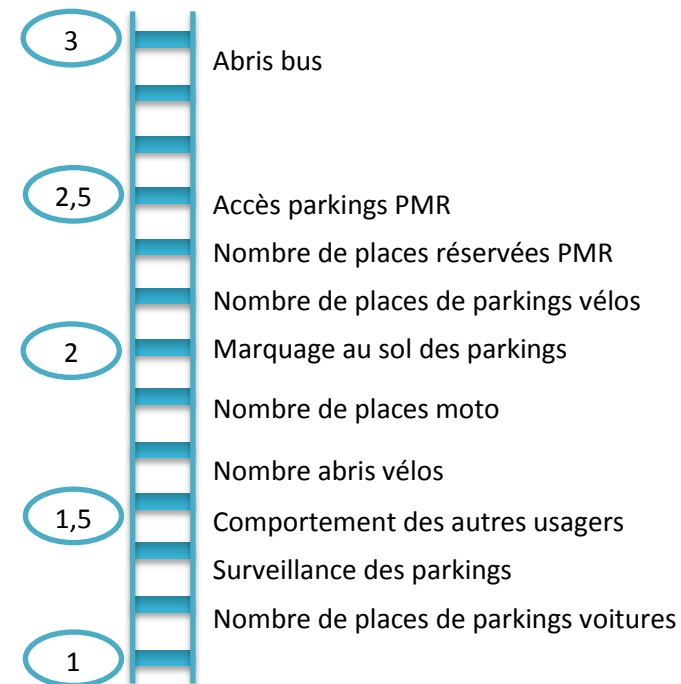 3
Abris bus
2,5
Accès parkings PMR
Nombre de places réservées PMR
Nombre de places de parkings vélos
2
Marquage au sol des parkings
Nombre de places moto
Nombre abris vélos
1,5
Comportement des autres usagers
Surveillance des parkings
Nombre de places de parkings voitures
1